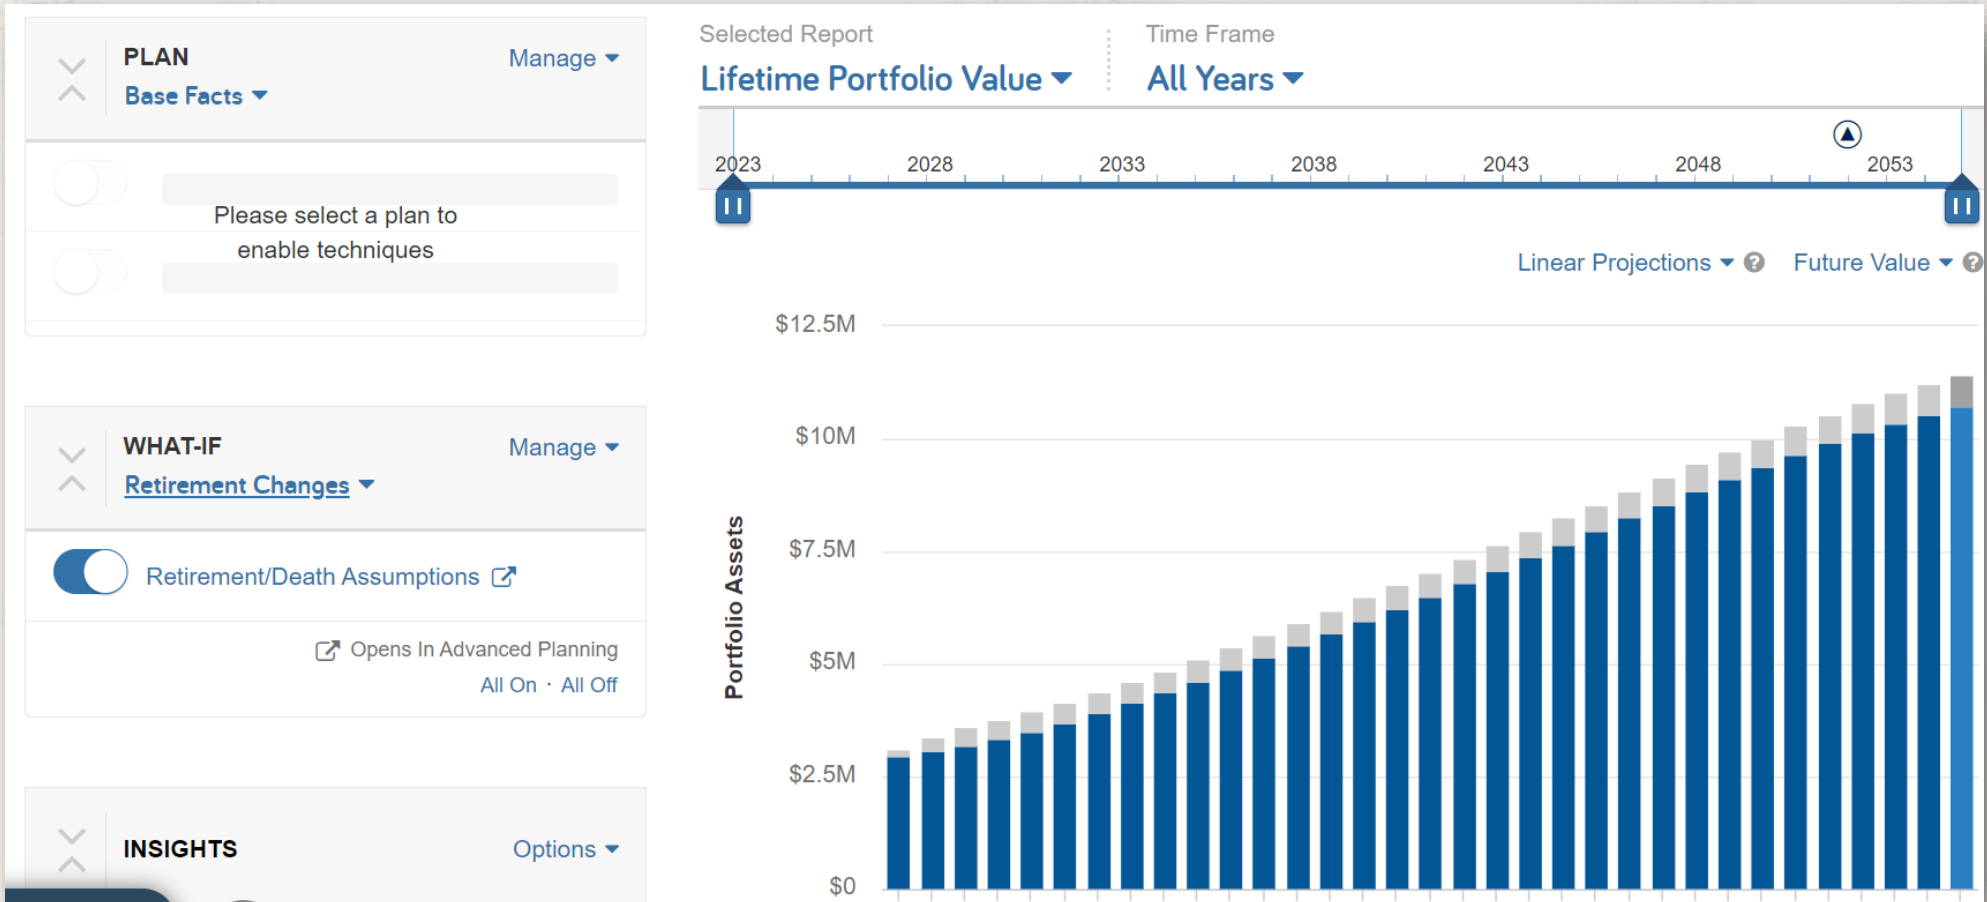 PLAN
Manage
Base Facts
Please select a plan to
enable techniques
WHAT-IF
Manage
Retirement Changes
Retirement/Death Assumptions
Opens In Advanced Planning
All On · All Off
INSIGHTS
Options
Selected Report
Lifetime Portfolio Value
Time Frame
All Years
2023 2028 2033 2038 2043 2048 2053
Linear Projections ? Future Value ?
Portfolio Assets
$12.5M
$10M
$7.5M
$5M
$2.5M
$0